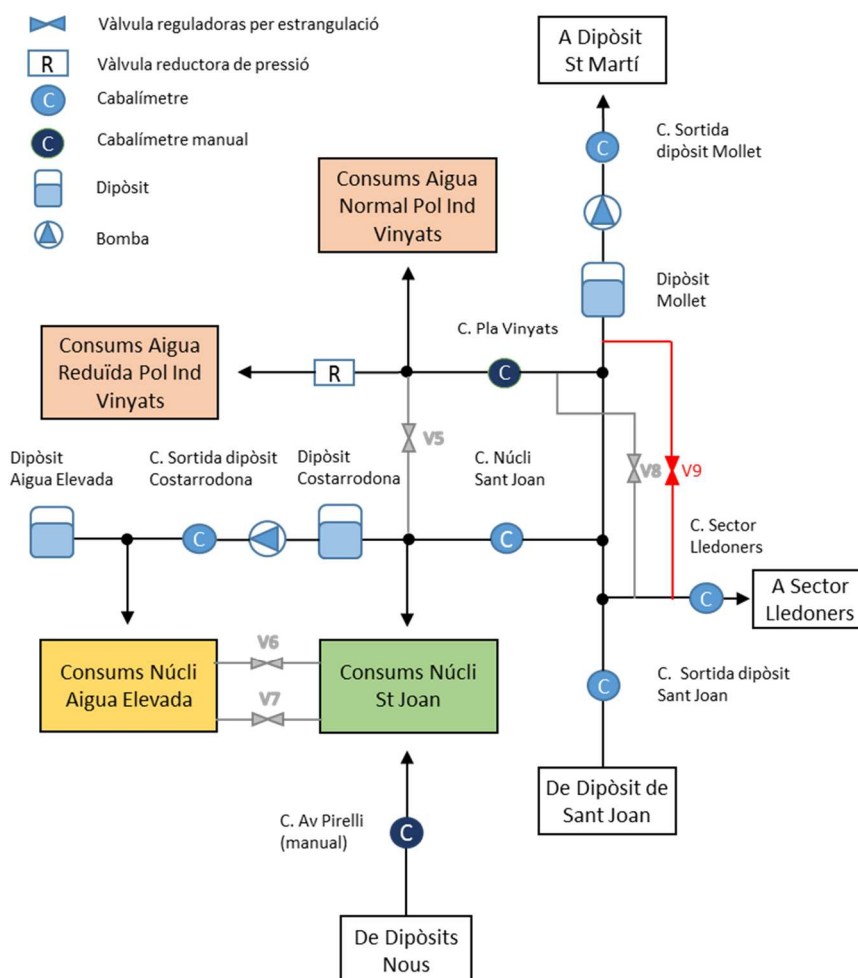 Vàlvula reguladoras per estrangulació
R
Vàlvula reductora de pressió
C
Cabalímetre
C
Cabalímetre manual
Dipòsit
Bomba
A Dipòsit
St Martí
C
C. Sortida
dipòsit Mollet
Consums Aigua
Normal Pol Ind
Vinyats
Dipòsit
Mollet
C. Pla Vinyats
Consums Aigua
Reduïda Pol Ind
Vinyats
R
C
V5
V8
V9
Dipòsit
Aigua Elevada
C. Sortida dipòsit
Costarrodona
Dipòsit
Costarrodona
C. Núcli
Sant Joan
C
C
C. Sector
Lledoners
C
A Sector
Lledoners
V6
Consums Núcli
Aigua Elevada
V7
Consums Núcli
St Joan
C
C. Sortida dipòsit
Sant Joan
De Dipòsit de
Sant Joan
C. Av Pirelli
(manual)
C
De Dipòsits
Nous